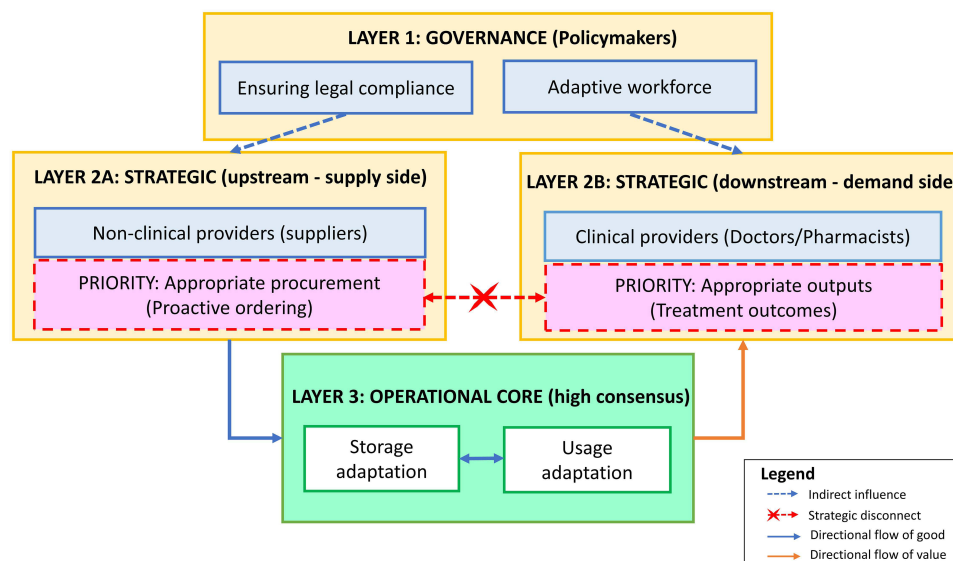 LAYER 1: GOVERNANCE (Policymakers)
Ensuring legal compliance
Adaptive workforce
LAYER 2A: STRATEGIC (upstream - supply side)
Non-clinical providers (suppliers)
PRIORITY: Appropriate procurement
(Proactive ordering)
LAYER 2B: STRATEGIC (downstream - demand side
Clinical providers (Doctors/Pharmacists)
PRIORITY: Appropriate outputs
(Treatment outcomes)
LAYER 3: OPERATIONAL CORE (high consensus)
Storage
adaptation
Usage
adaptation
Legend
Indirect influence
Strategic disconnect
Directional flow of good
Directional flow of value